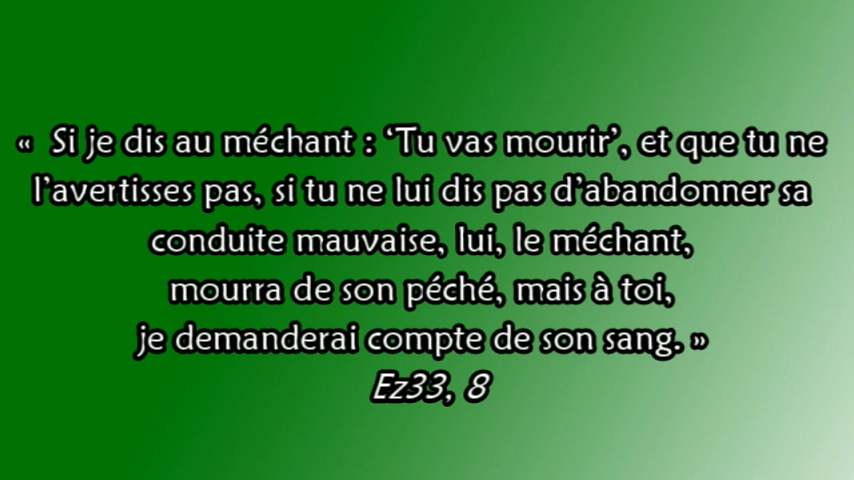 «  Si je dis au méchant : ‘Tu vas mourir’, et que tu ne
l’avertisses pas, si tu ne lui dis pas d’abandonner sa
conduite mauvaise, lui, le méchant,
mourra de son péché, mais à toi,
je demanderai compte de son sang. »
Ez33, 8